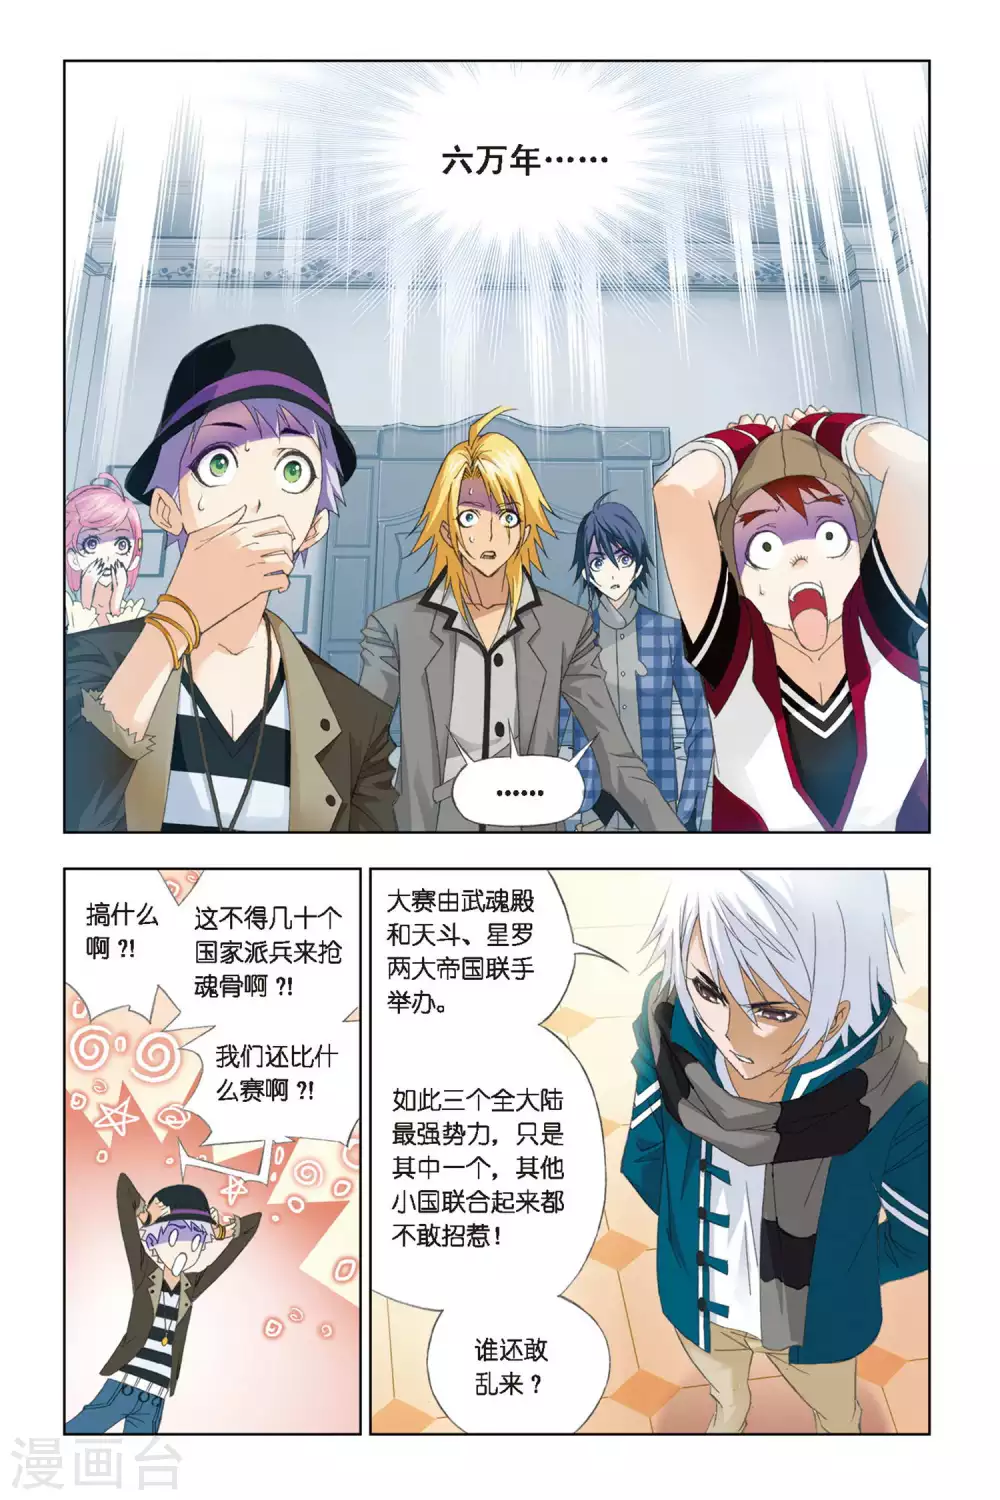 六万年……
……
搞什么
啊?!
这不得几十个
国家派兵来抢
魂骨啊?!
我们还比什
么赛啊?!
大赛由武魂殿
和天斗、星罗
两大帝国联手
举办。
如此三个全大陆
最强势力，只是
其中一个，其他
小国联合起来都
不敢招惹！
谁还敢
乱来？
漫画台